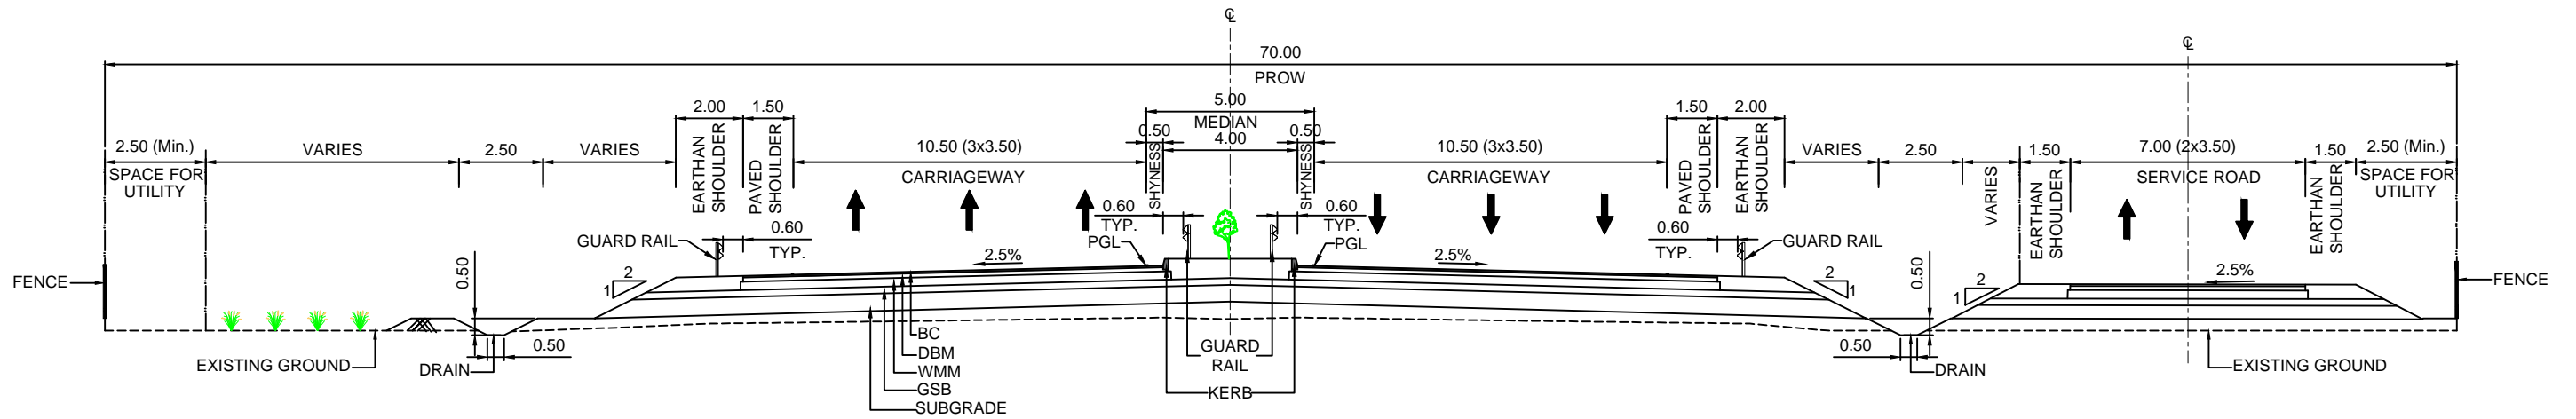 ℄
℄
70.00
PROW
2.00
1.50
5.00
MEDIAN
0.50
4.00
0.50
1.50
2.00
2.50 (Min.)
SPACE FOR
UTILITY
VARIES
2.50
VARIES
EARTHAN
SHOULDER
PAVED
SHOULDER
10.50 (3x3.50)
CARRIAGEWAY
SHYNESS
SHYNESS
10.50 (3x3.50)
CARRIAGEWAY
PAVED
SHOULDER
EARTHAN
SHOULDER
VARIES
2.50
VARIES
1.50
EARTHAN
SHOULDER
7.00 (2x3.50)
SERVICE ROAD
1.50
EARTHAN
SHOULDER
2.50 (Min.)
SPACE FOR
UTILITY
0.60
TYP.
0.60
TYP.
0.60
TYP.
0.60
TYP.
GUARD RAIL
PGL
PGL
GUARD RAIL
2.5%
2.5%
2.5%
FENCE
0.50
2
1
2
1
0.50
2
1
FENCE
EXISTING GROUND
DRAIN
0.50
BC
DBM
WMM
GSB
SUBGRADE
GUARD
RAIL
KERB
0.50
DRAIN
EXISTING GROUND